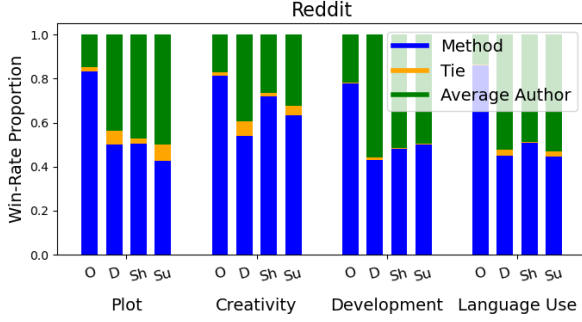 Reddit
Win-Rate Proportion
1.0
0.8
0.6
0.4
0.2
0.0
Method
Tie
Average Author
O D Sh Su O D Sh Su O D Sh Su O D Sh Su
Plot Creativity Development Language Use